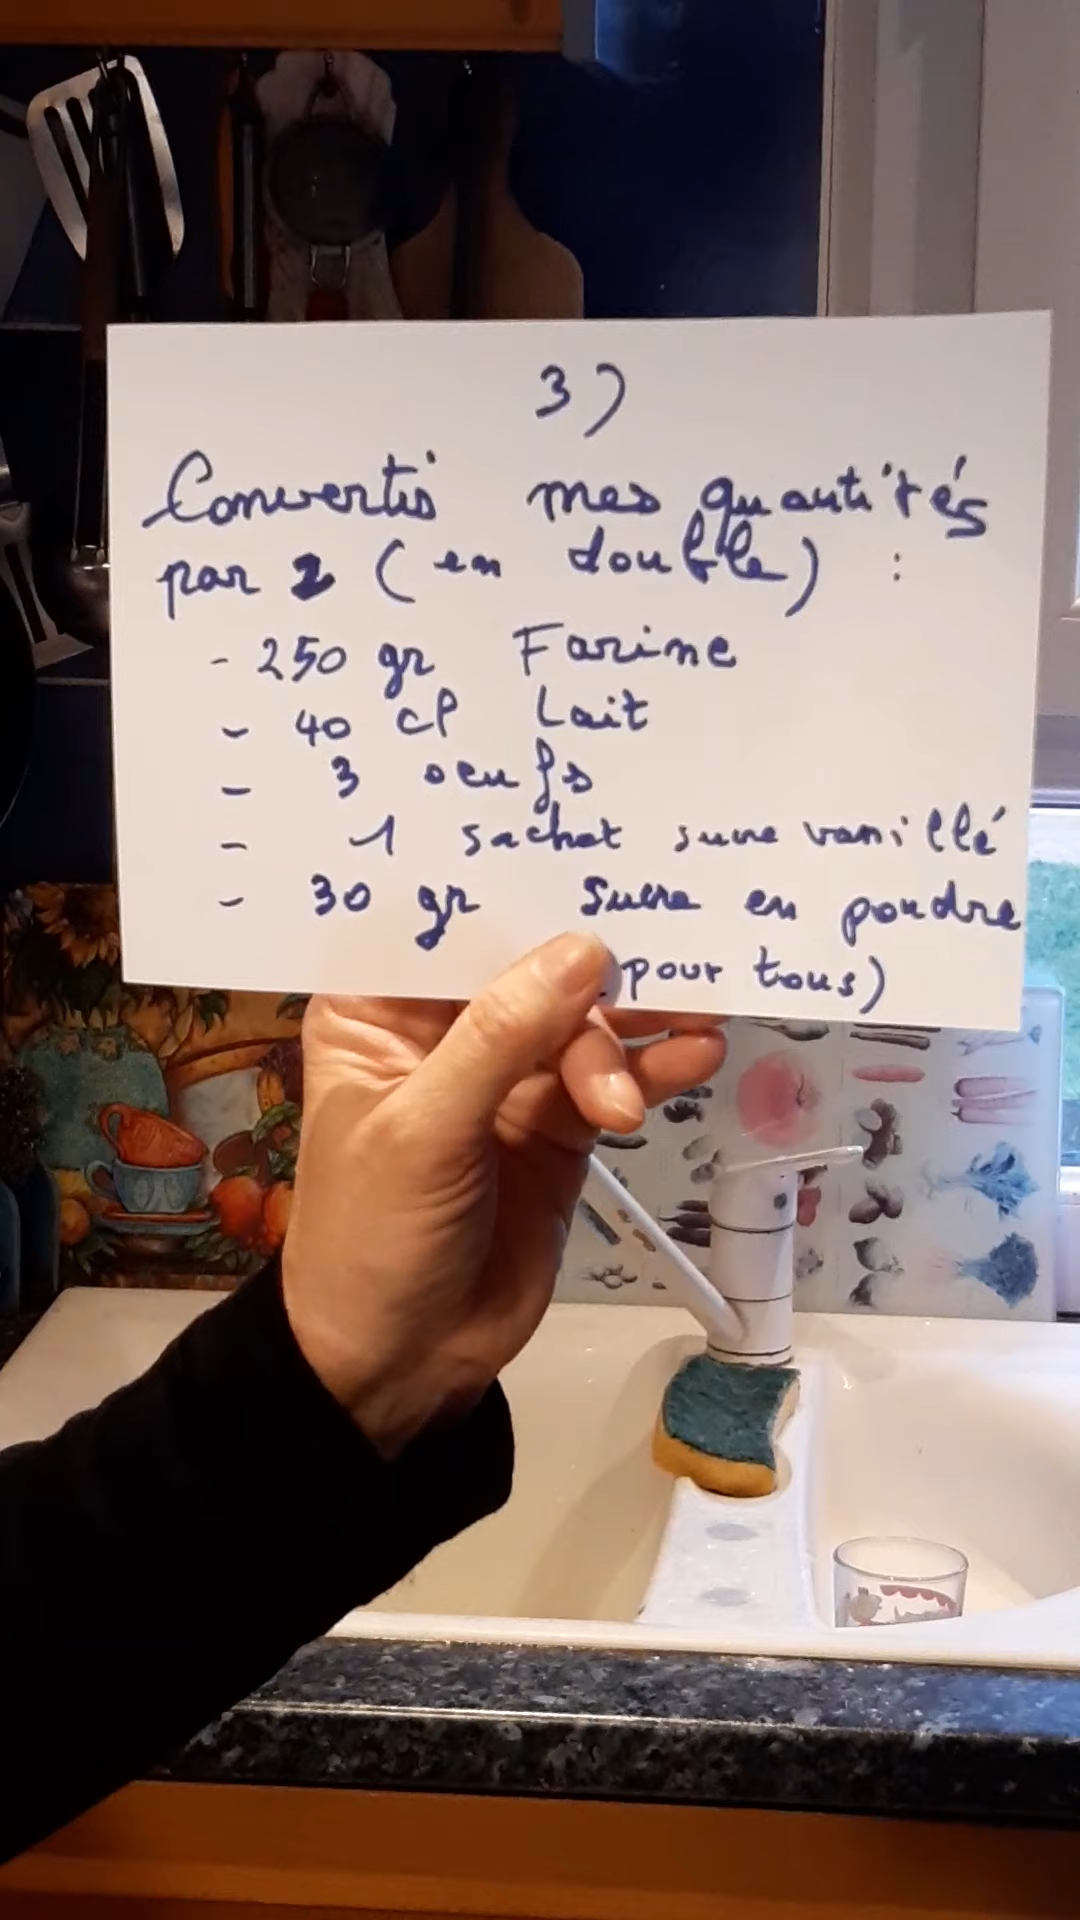 3)
Convertis mes quantités
par 2 (en double) :
- 250 gr Farine
- 40 cl Lait
- 3 oeufs
- 1 sachet sucre vanillé
- 30 gr Sucre en poudre
(pour tous)